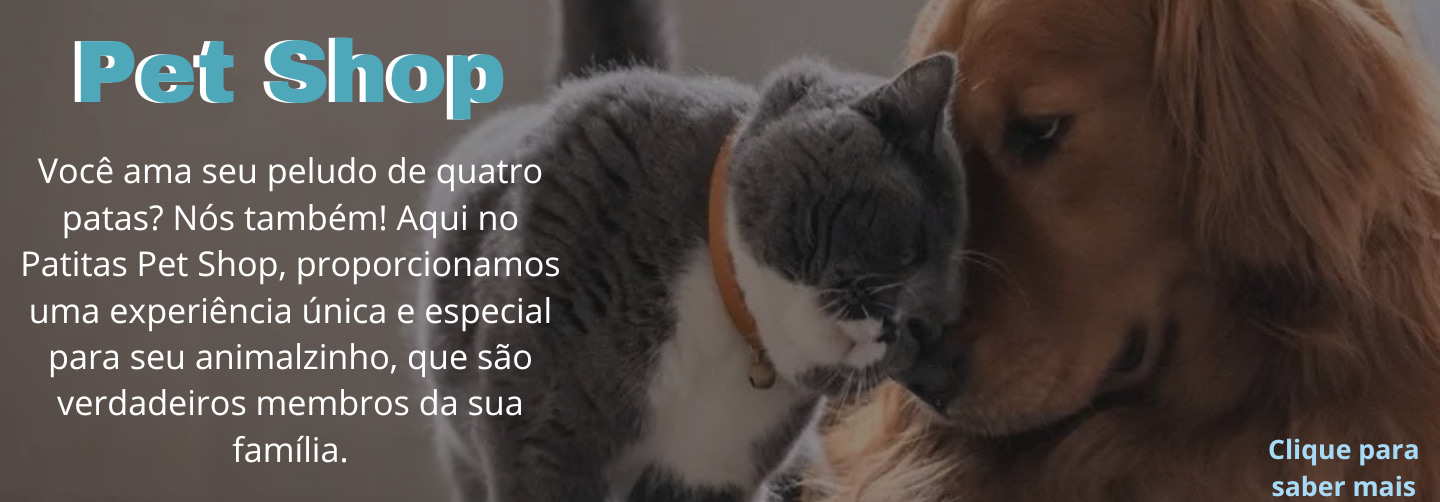 Pet Shop
Você ama seu peludo de quatro
patas? Nós também! Aqui no
Patitas Pet Shop, proporcionamos
uma experiência única e especial
para seu animalzinho, que são
verdadeiros membros da sua
família.
Clique para
saber mais